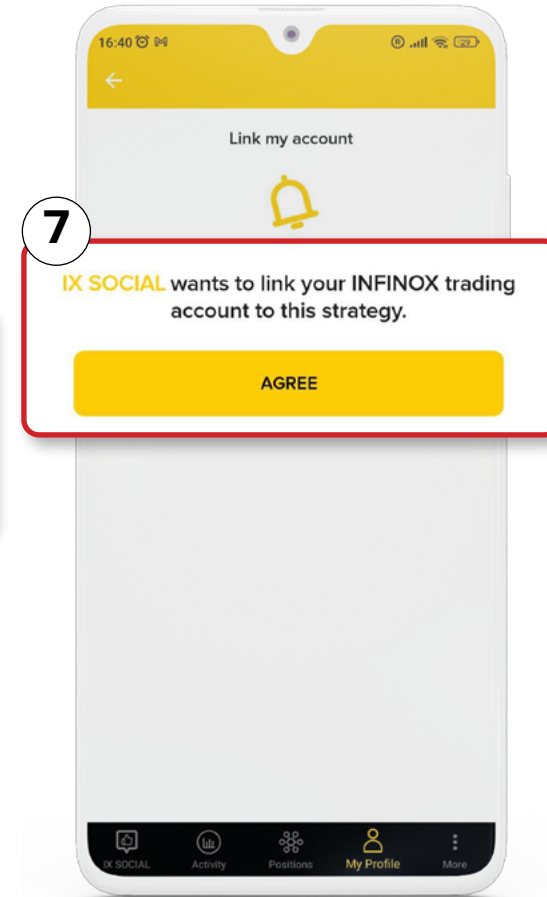 16:40
29
Link my account
7
IX SOCIAL wants to link your INFINOX trading
account to this strategy.
AGREE
IX SOCIAL Activity Positions My Profile More